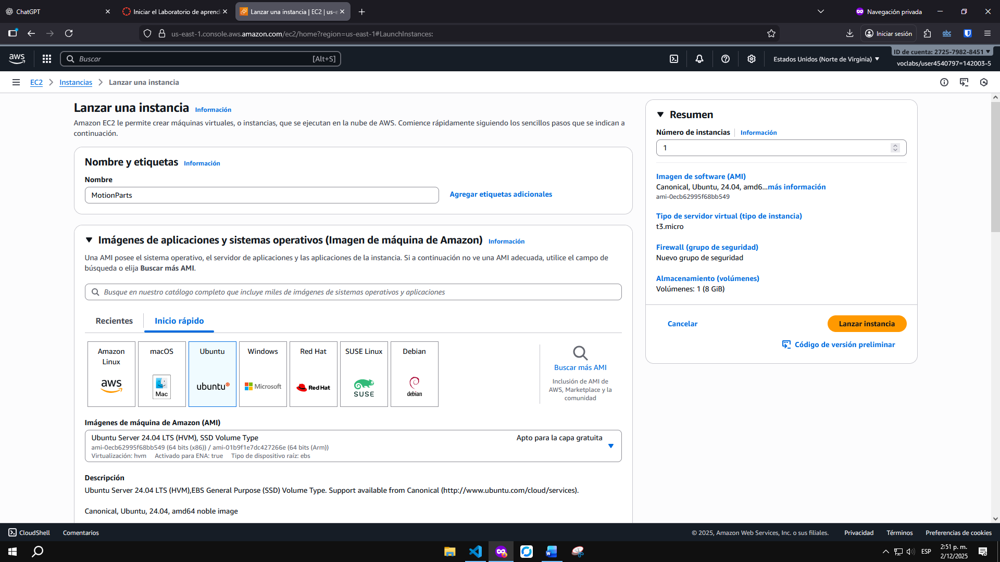 ChatGPT
Iniciar el Laboratorio de aprend
Lanzar una instancia | EC2 | us-e
Navegación privada
us-east-1.console.aws.amazon.com/ec2/home?region=us-east-1#LaunchInstances:
Iniciar sesión
abc
aws
Buscar
[Alt+S]
Estados Unidos (Norte de Virginia)
ID de cuenta: 2725-7982-8451
voclabs/user4540797=142003-5
EC2
Instancias
Lanzar una instancia
Lanzar una instancia Información
Amazon EC2 le permite crear máquinas virtuales, o instancias, que se ejecutan en la nube de AWS. Comience rápidamente siguiendo los sencillos pasos que se indican a
continuación.
Nombre y etiquetas Información
Nombre
MotionParts
Agregar etiquetas adicionales
Imágenes de aplicaciones y sistemas operativos (Imagen de máquina de Amazon) Información
Una AMI posee el sistema operativo, el servidor de aplicaciones y las aplicaciones de la instancia. Si a continuación no ve una AMI adecuada, utilice el campo de
búsqueda o elija Buscar más AMI.
Busque en nuestro catálogo completo que incluye miles de imágenes de sistemas operativos y aplicaciones
Recientes
Inicio rápido
Amazon
Linux
aws
macOS
Mac
Ubuntu
ubuntu
Windows
Microsoft
Red Hat
Red Hat
SUSE Linux
SUSE
Debian
debian
Buscar más AMI
Inclusión de AMI de
AWS, Marketplace y la
comunidad
Imágenes de máquina de Amazon (AMI)
Ubuntu Server 24.04 LTS (HVM), SSD Volume Type
Apto para la capa gratuita
ami-0ecb62995f68bb549 (64 bits (x86)) / ami-01b9f1e7dc427266e (64 bits (Arm))
Virtualización: hvm Activado para ENA: true Tipo de dispositivo raíz: ebs
Descripción
Ubuntu Server 24.04 LTS (HVM),EBS General Purpose (SSD) Volume Type. Support available from Canonical (http://www.ubuntu.com/cloud/services).
Canonical, Ubuntu, 24.04, amd64 noble image
Resumen
Número de instancias
Información
1
Imagen de software (AMI)
Canonical, Ubuntu, 24.04, amd6...más información
ami-0ecb62995f68bb549
Tipo de servidor virtual (tipo de instancia)
t3.micro
Firewall (grupo de seguridad)
Nuevo grupo de seguridad
Almacenamiento (volúmenes)
Volúmenes: 1 (8 GiB)
Cancelar
Lanzar instancia
Código de versión preliminar
CloudShell
Comentarios
© 2025, Amazon Web Services, Inc. o sus filiales.
Privacidad
Términos
Preferencias de cookies
ESP
2:51 p. m.
2/12/2025